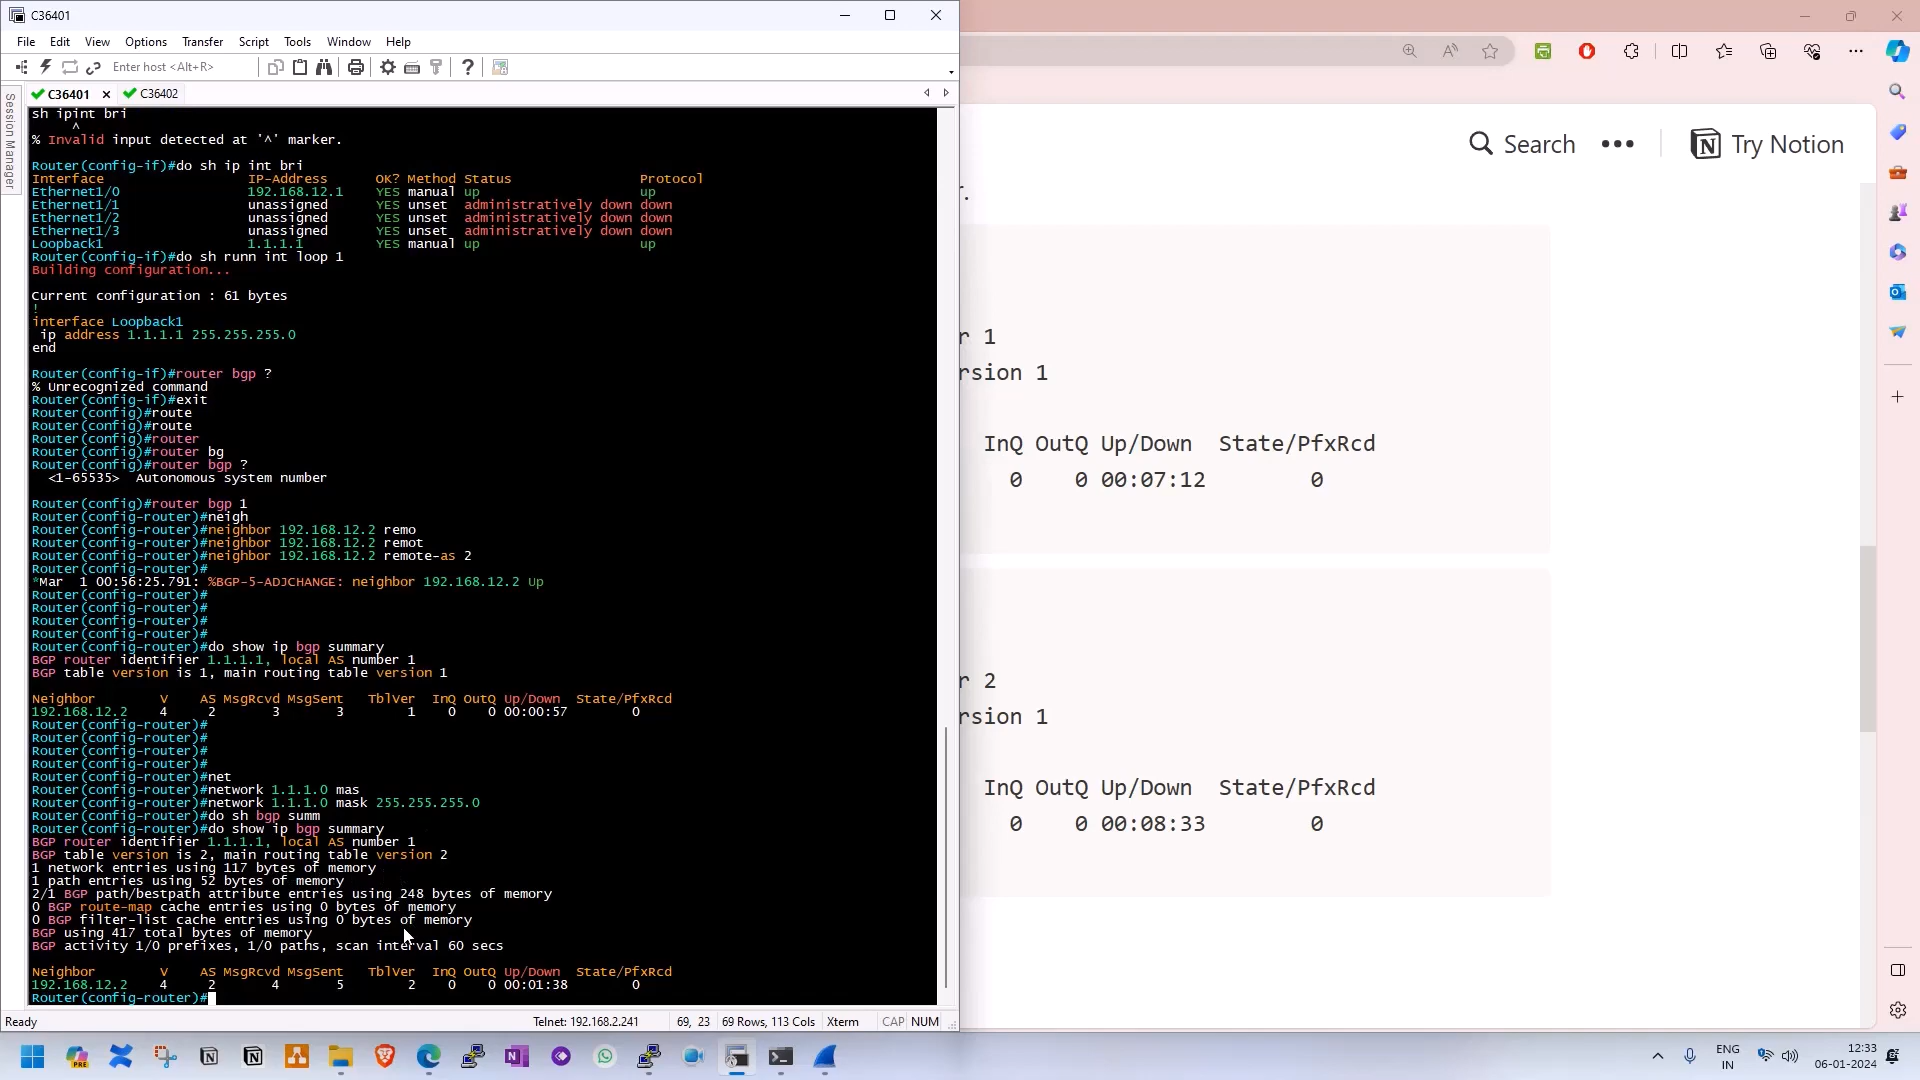 C36401
File Edit View Options Transfer Script Tools Window Help
Enter host <Alt+R>
C36401 C36402
Session Manager
sh ipint bri
^
% Invalid input detected at '^' marker.
Router(config-if)#do sh ip int bri
Interface IP-Address OK? Method Status Protocol
Ethernet1/0 192.168.12.1 YES manual up up
Ethernet1/1 unassigned YES unset administratively down down
Ethernet1/2 unassigned YES unset administratively down down
Ethernet1/3 unassigned YES unset administratively down down
Loopback1 1.1.1.1 YES manual up up
Router(config-if)#do sh runn int loop 1
Building configuration...
Current configuration : 61 bytes
!
interface Loopback1
ip address 1.1.1.1 255.255.255.0
end
Router(config-if)#router bgp ?
% Unrecognized command
Router(config-if)#exit
Router(config)#route
Router(config)#route
Router(config)#router
Router(config)#router bg
Router(config)#router bgp ?
<1-65535> Autonomous system number
Router(config)#router bgp 1
Router(config-router)#neigh
Router(config-router)#neighbor 192.168.12.2 remo
Router(config-router)#neighbor 192.168.12.2 remot
Router(config-router)#neighbor 192.168.12.2 remote-as 2
Router(config-router)#
*Mar 1 00:56:25.791: %BGP-5-ADJCHANGE: neighbor 192.168.12.2 Up
Router(config-router)#
Router(config-router)#
Router(config-router)#
Router(config-router)#
Router(config-router)#do show ip bgp summary
BGP router identifier 1.1.1.1, local AS number 1
BGP table version is 1, main routing table version 1
Neighbor V AS MsgRcvd MsgSent TblVer InQ OutQ Up/Down State/PfxRcd
192.168.12.2 4 2 3 3 1 0 0 00:00:57 0
Router(config-router)#
Router(config-router)#
Router(config-router)#
Router(config-router)#
Router(config-router)#net
Router(config-router)#network 1.1.1.0 mas
Router(config-router)#network 1.1.1.0 mask 255.255.255.0
Router(config-router)#do sh bgp summ
Router(config-router)#do show ip bgp summary
BGP router identifier 1.1.1.1, local AS number 1
BGP table version is 2, main routing table version 2
1 network entries using 117 bytes of memory
1 path entries using 52 bytes of memory
2/1 BGP path/bestpath attribute entries using 248 bytes of memory
0 BGP route-map cache entries using 0 bytes of memory
0 BGP filter-list cache entries using 0 bytes of memory
BGP using 417 total bytes of memory
BGP activity 1/0 prefixes, 1/0 paths, scan interval 60 secs
Neighbor V AS MsgRcvd MsgSent TblVer InQ OutQ Up/Down State/PfxRcd
192.168.12.2 4 2 4 5 2 0 0 00:01:38 0
Router(config-router)#
Ready Telnet: 192.168.2.241 69, 23 69 Rows, 113 Cols Xterm CAP NUM
Search ••• Try Notion
r.
r 1
rsion 1
InQ OutQ Up/Down State/PfxRcd
0 0 00:07:12 0
r 2
rsion 1
InQ OutQ Up/Down State/PfxRcd
0 0 00:08:33 0
ENG
IN
12:33
06-01-2024